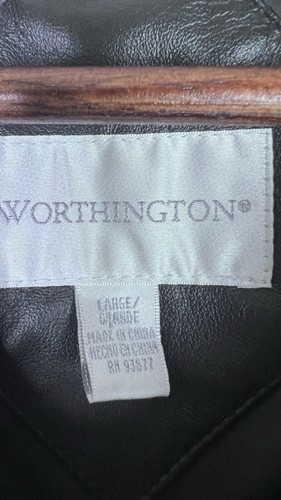 WORTHINGTON®
LARGE/
GRANDE
MADE IN CHINA
HECHO EN CHINA
RN 93677